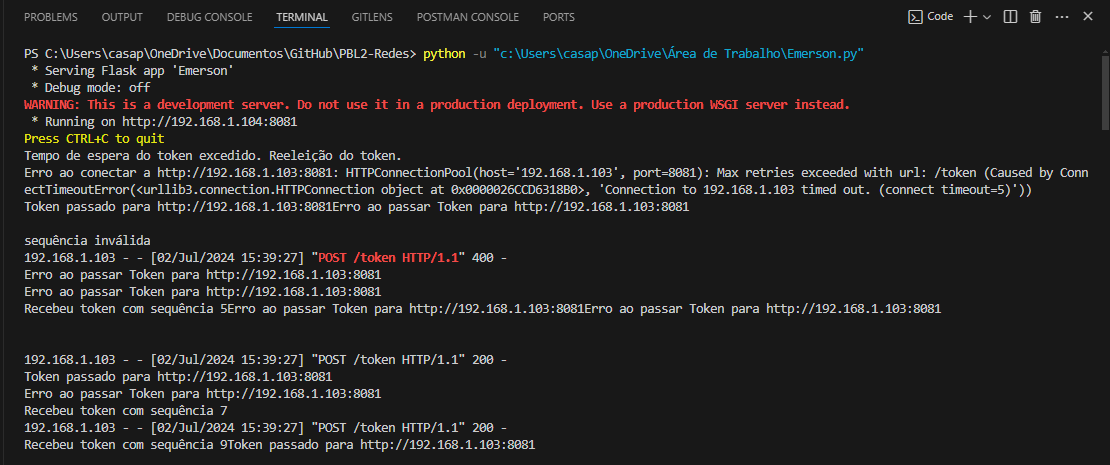 PROBLEMS OUTPUT DEBUG CONSOLE TERMINAL GITLENS POSTMAN CONSOLE PORTS Code
PS C:\Users\casap\OneDrive\Documentos\GitHub\PBL2-Redes> python -u "c:\Users\casap\OneDrive\Área de Trabalho\Emerson.py"
 * Serving Flask app 'Emerson'
 * Debug mode: off
WARNING: This is a development server. Do not use it in a production deployment. Use a production WSGI server instead.
 * Running on http://192.168.1.104:8081
Press CTRL+C to quit
Tempo de espera do token excedido. Reeleição do token.
Erro ao conectar a http://192.168.1.103:8081: HTTPConnectionPool(host='192.168.1.103', port=8081): Max retries exceeded with url: /token (Caused by Conn
ectTimeoutError(<urllib3.connection.HTTPConnection object at 0x0000026CCD6318B0>, 'Connection to 192.168.1.103 timed out. (connect timeout=5)'))
Token passado para http://192.168.1.103:8081Erro ao passar Token para http://192.168.1.103:8081
sequência inválida
192.168.1.103 - - [02/Jul/2024 15:39:27] "POST /token HTTP/1.1" 400 -
Erro ao passar Token para http://192.168.1.103:8081
Erro ao passar Token para http://192.168.1.103:8081
Recebeu token com sequência 5Erro ao passar Token para http://192.168.1.103:8081Erro ao passar Token para http://192.168.1.103:8081
192.168.1.103 - - [02/Jul/2024 15:39:27] "POST /token HTTP/1.1" 200 -
Token passado para http://192.168.1.103:8081
Erro ao passar Token para http://192.168.1.103:8081
Recebeu token com sequência 7
192.168.1.103 - - [02/Jul/2024 15:39:27] "POST /token HTTP/1.1" 200 -
Recebeu token com sequência 9Token passado para http://192.168.1.103:8081